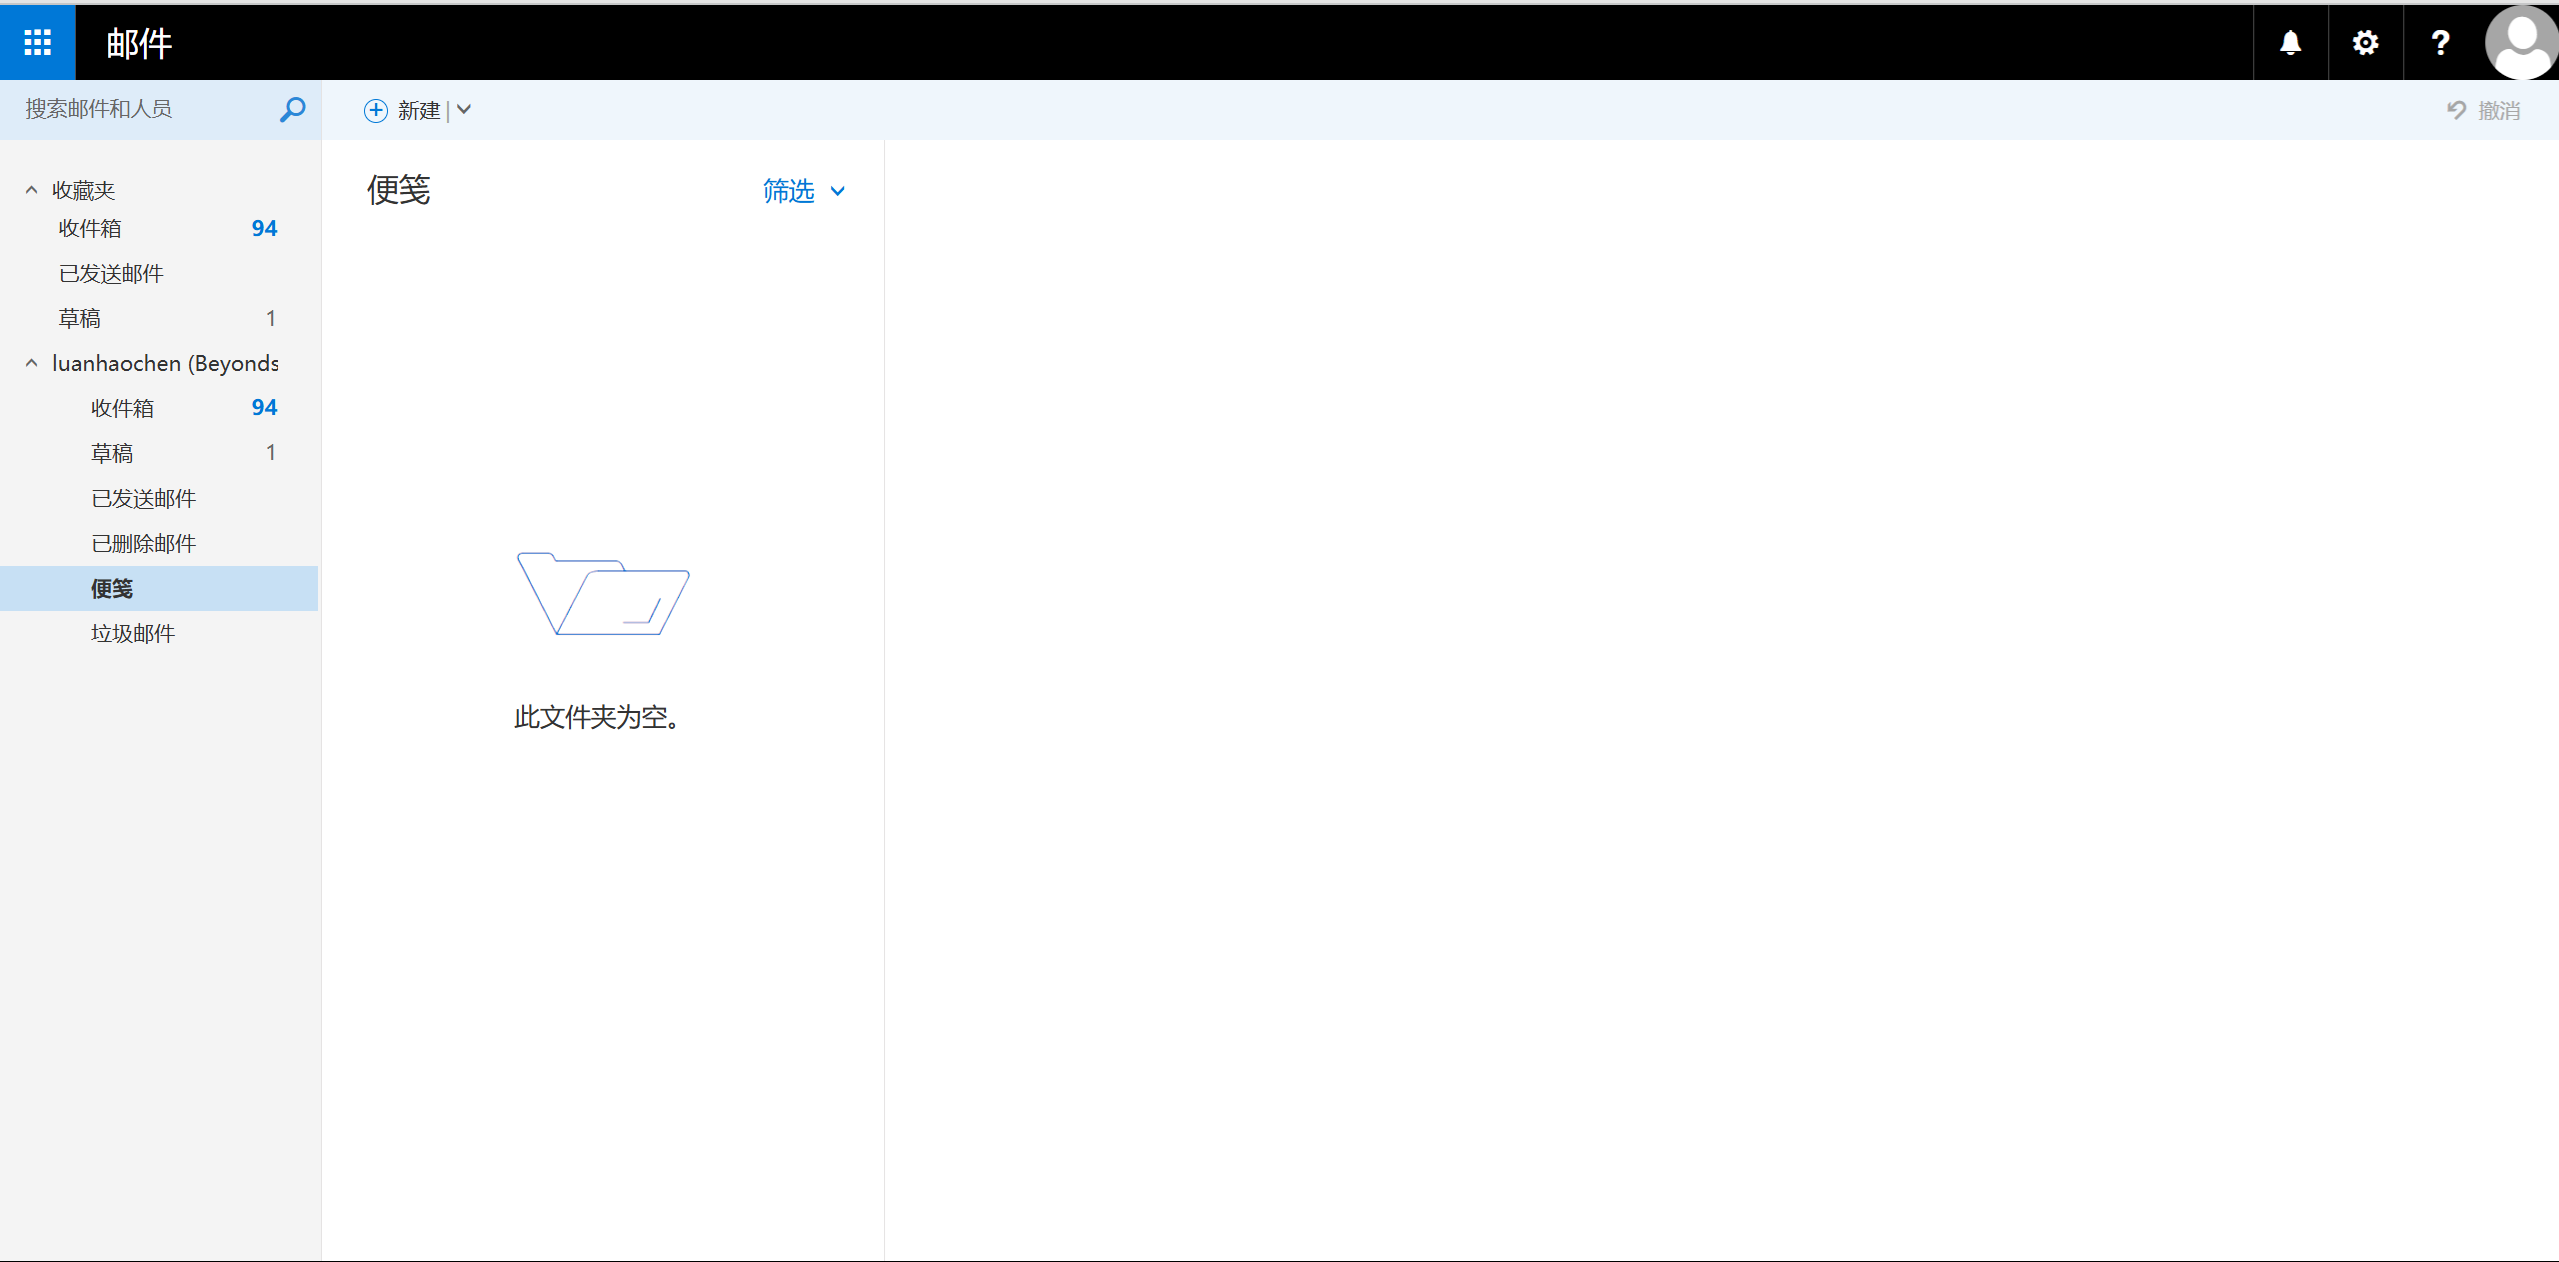 邮件
搜索邮件和人员
新建
撤消
收藏夹
收件箱 94
已发送邮件
草稿 1
luanhaochen (Beyonds
收件箱 94
草稿 1
已发送邮件
已删除邮件
便笺
垃圾邮件
便笺
筛选
此文件夹为空。